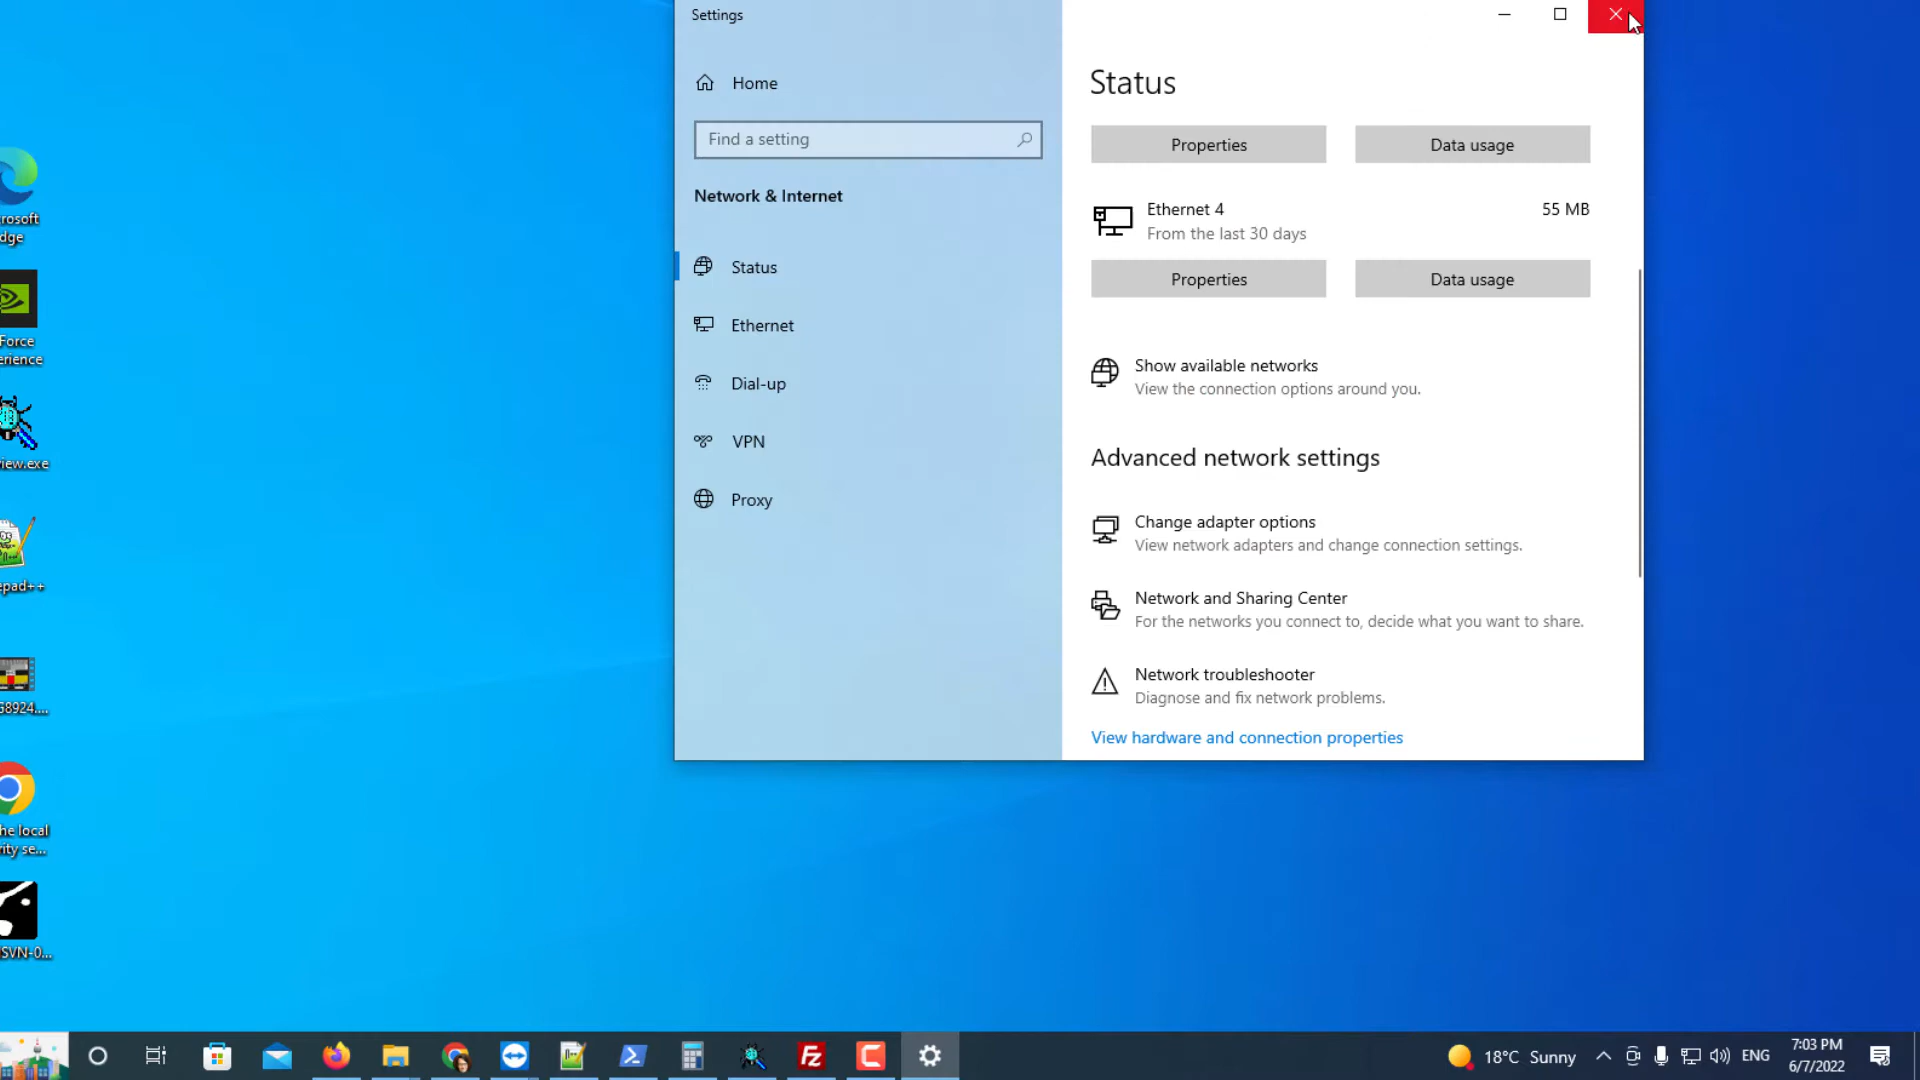 Settings
Home
Find a setting
Network & Internet
Status
Ethernet
Dial-up
VPN
Proxy
Status
Properties
Data usage
Ethernet 4
55 MB
From the last 30 days
Properties
Data usage
Show available networks
View the connection options around you.
Advanced network settings
Change adapter options
View network adapters and change connection settings.
Network and Sharing Center
For the networks you connect to, decide what you want to share.
Network troubleshooter
Diagnose and fix network problems.
View hardware and connection properties
rosoft
dge
Force
erience
iew.exe
epad++
G8924....
he local
rity se...
SVN-0...
18°C Sunny
ENG
7:03 PM
6/7/2022